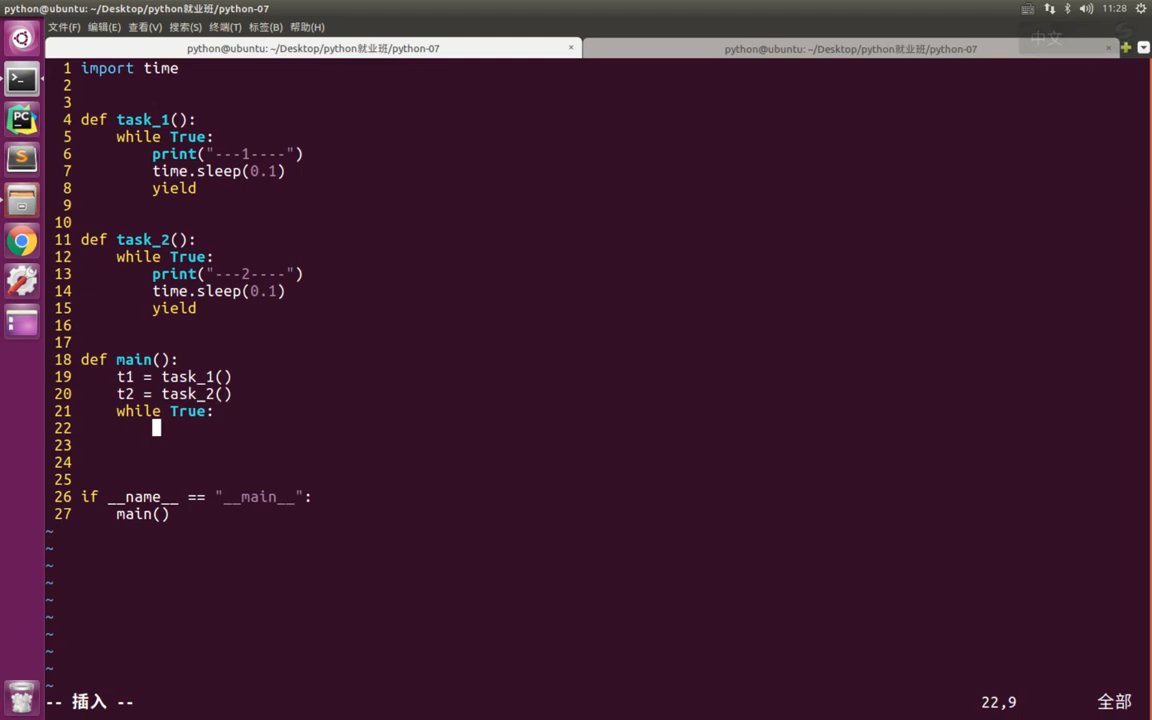 python@ubuntu: ~/Desktop/python就业班/python-07
11:28
文件(F) 编辑(E) 查看(V) 搜索(S) 终端(T) 标签(B) 帮助(H)
中文
python@ubuntu: ~/Desktop/python就业班/python-07 × python@ubuntu: ~/Desktop/python就业班/python-07 ×
1 import time
2
3
4 def task_1():
5     while True:
6         print("---1----")
7         time.sleep(0.1)
8         yield
9
10
11 def task_2():
12     while True:
13         print("---2----")
14         time.sleep(0.1)
15         yield
16
17
18 def main():
19     t1 = task_1()
20     t2 = task_2()
21     while True:
22
23
24
25
26 if __name__ == "__main__":
27     main()
~
~
~
~
~
~
~
~
~
~
-- 插入 -- 22,9 全部